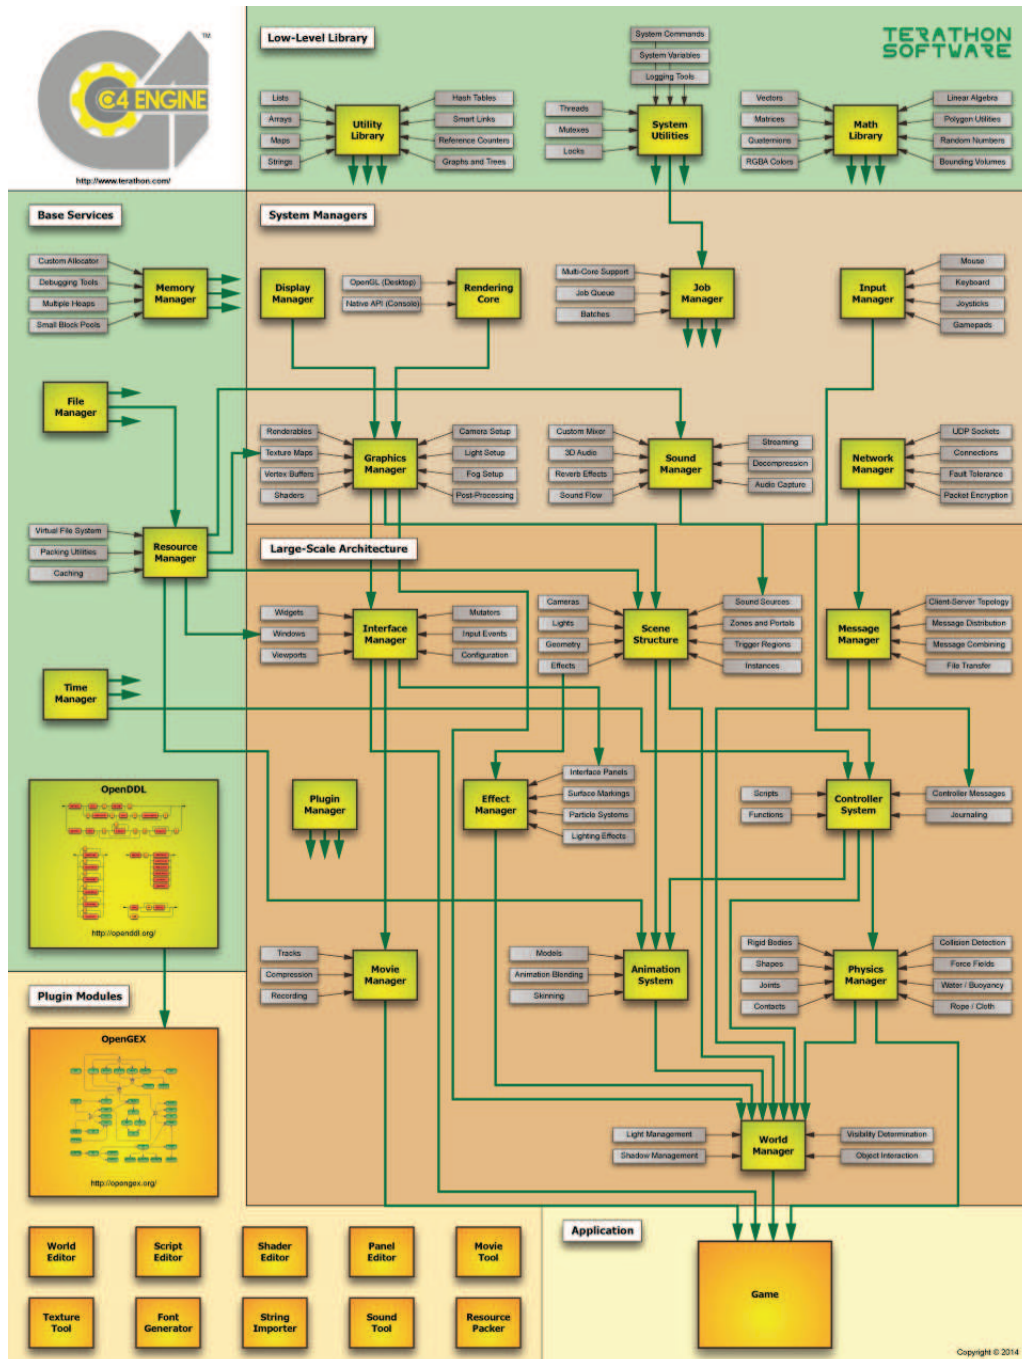 C4 ENGINE
TM
http://www.terathon.com/
Low-Level Library
TERATHON
SOFTWARE
System Commands
System Variables
Logging Tools
Lists
Arrays
Maps
Strings
Utility
Library
Hash Tables
Smart Links
Reference Counters
Graphs and Trees
Threads
Mutexes
Locks
System
Utilities
Vectors
Matrices
Quaternions
RGBA Colors
Math
Library
Linear Algebra
Polygon Utilities
Random Numbers
Bounding Volumes
Base Services
Custom Allocator
Debugging Tools
Multiple Heaps
Small Block Pools
Memory
Manager
File
Manager
Virtual File System
Packing Utilities
Caching
Resource
Manager
Time
Manager
OpenDDL
http://openddl.org/
System Managers
Display
Manager
OpenGL (Desktop)
Native API (Console)
Rendering
Core
Multi-Core Support
Job Queue
Batches
Job
Manager
Input
Manager
Mouse
Keyboard
Joysticks
Gamepads
Renderables
Texture Maps
Vertex Buffers
Shaders
Graphics
Manager
Camera Setup
Light Setup
Fog Setup
Post-Processing
Custom Mixer
3D Audio
Reverb Effects
Sound Flow
Sound
Manager
Streaming
Decompression
Audio Capture
Network
Manager
UDP Sockets
Connections
Fault Tolerance
Packet Encryption
Large-Scale Architecture
Widgets
Windows
Viewports
Interface
Manager
Mutators
Input Events
Configuration
Cameras
Lights
Geometry
Effects
Scene
Structure
Sound Sources
Zones and Portals
Trigger Regions
Instances
Message
Manager
Client-Server Topology
Message Distribution
Message Combining
File Transfer
Plugin
Manager
Effect
Manager
Interface Panels
Surface Markings
Particle Systems
Lighting Effects
Scripts
Functions
Controller
System
Controller Messages
Journaling
Tracks
Compression
Recording
Movie
Manager
Models
Animation Blending
Skinning
Animation
System
Rigid Bodies
Shapes
Joints
Contacts
Physics
Manager
Collision Detection
Force Fields
Water / Buoyancy
Rope / Cloth
Light Management
Shadow Management
World
Manager
Visibility Determination
Object Interaction
Plugin Modules
OpenGEX
http://opengex.org/
World
Editor
Script
Editor
Shader
Editor
Panel
Editor
Movie
Tool
Texture
Tool
Font
Generator
String
Importer
Sound
Tool
Resource
Packer
Application
Game
Copyright © 2014